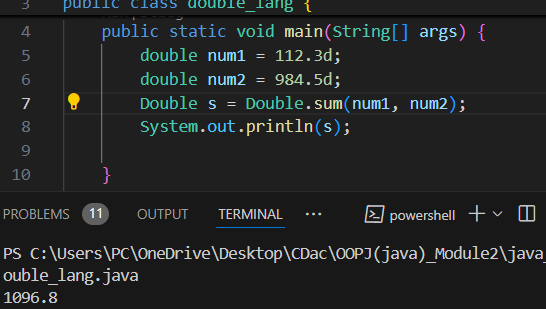 3 public class double_lang {
4 public static void main(String[] args) {
5 double num1 = 112.3d;
6 double num2 = 984.5d;
7 Double s = Double.sum(num1, num2);
8 System.out.println(s);
9
10 }
PROBLEMS 11 OUTPUT TERMINAL ... powershell
PS C:\Users\PC\OneDrive\Desktop\CDac\OOPJ(java)_Module2\java_
ouble_lang.java
1096.8